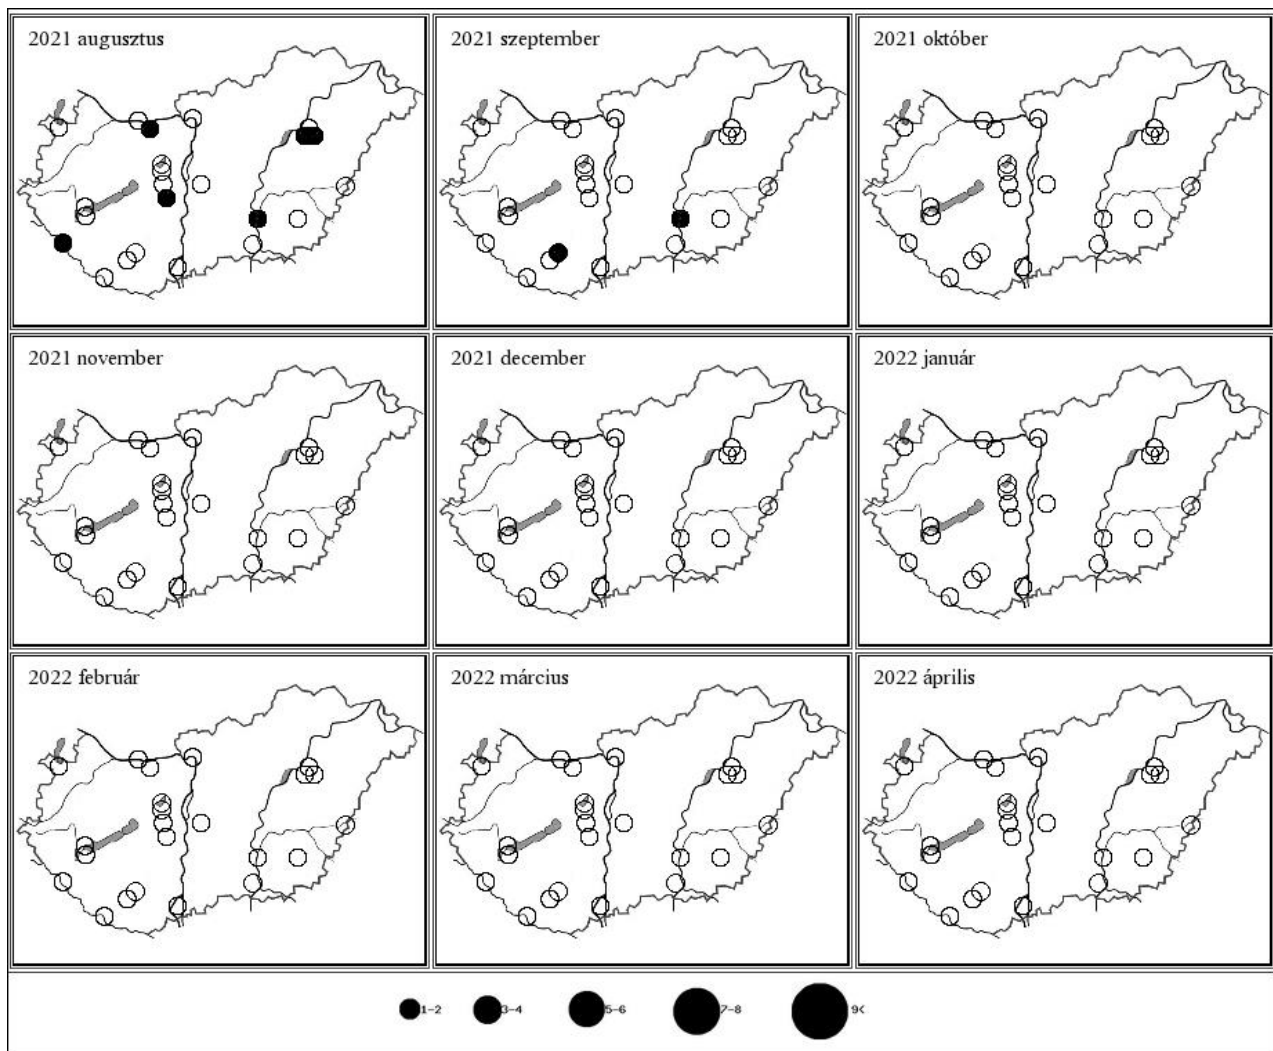 2021 augusztus
2021 szeptember
2021 október
2021 november
2021 december
2022 január
2022 február
2022 március
2022 április
1-2 3-4 5-6 7-8 9<